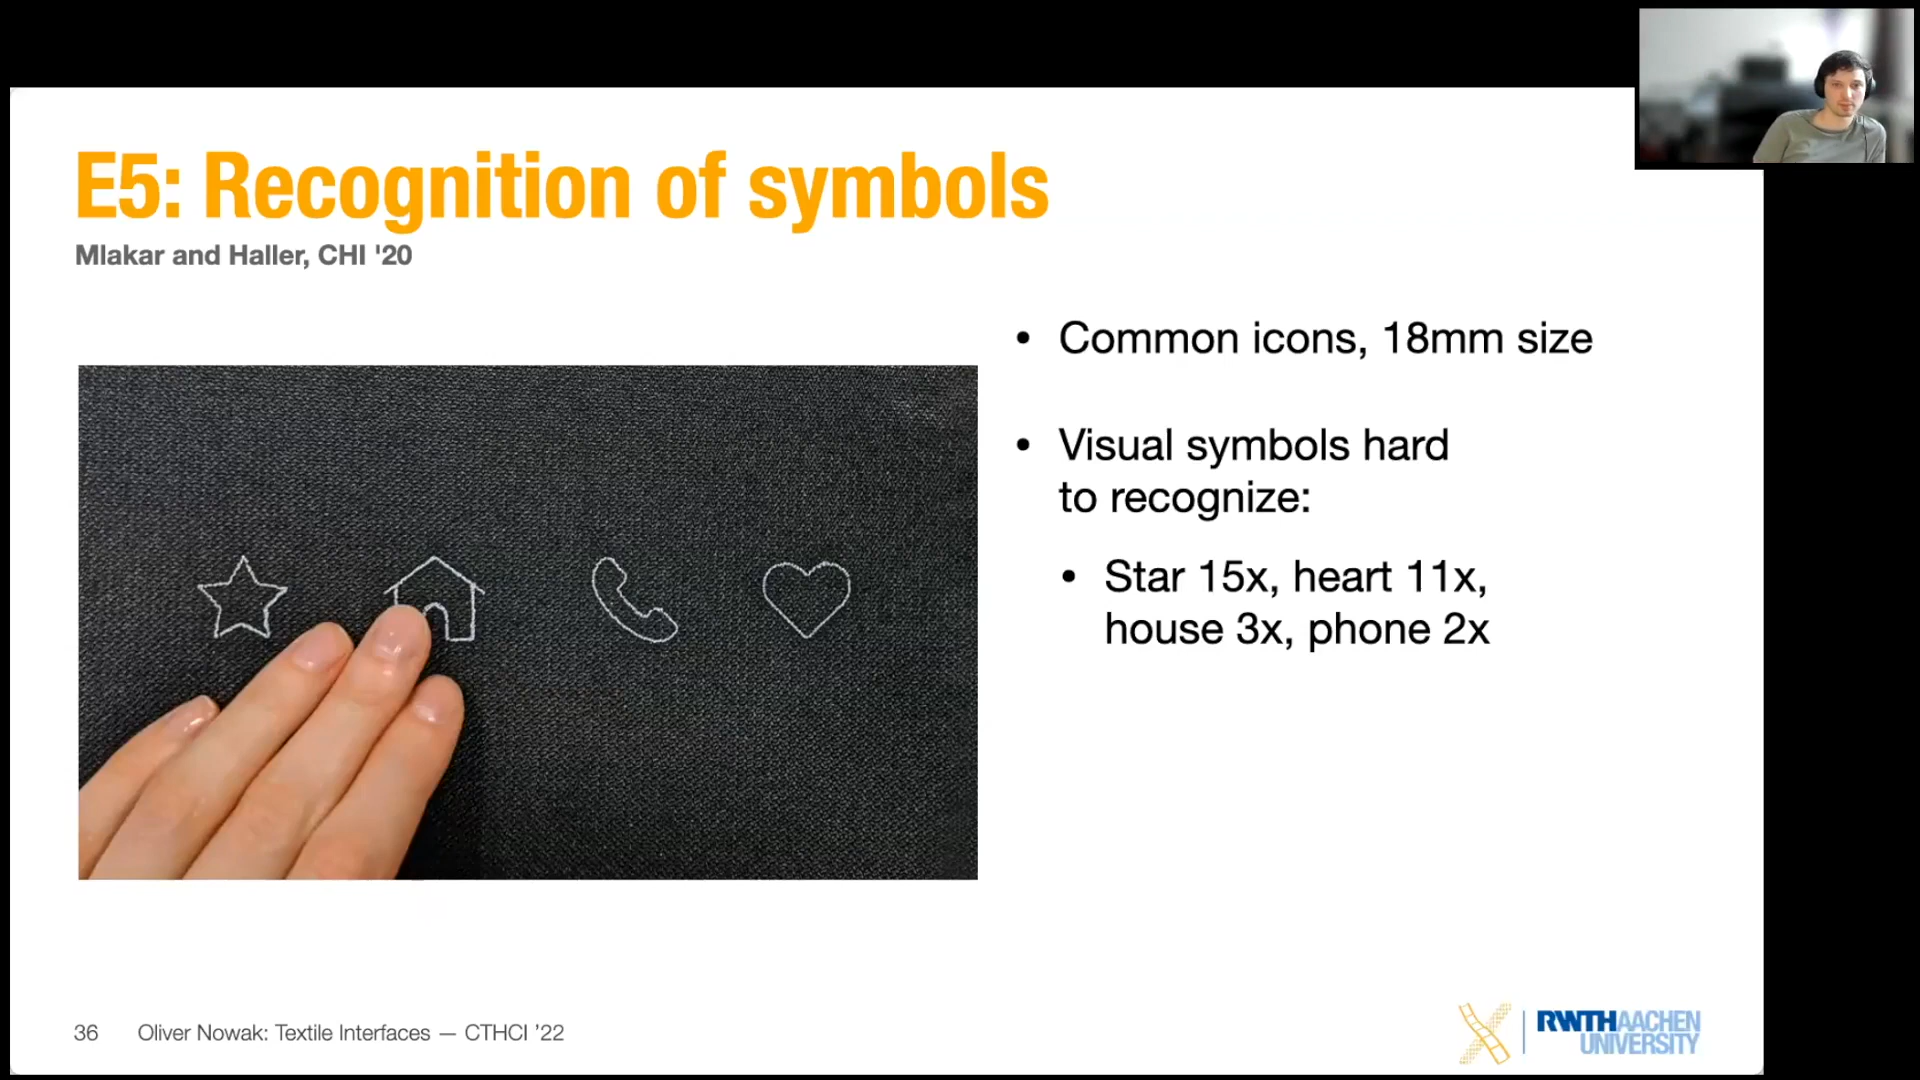 E5: Recognition of symbols
Mlakar and Haller, CHI '20
• Common icons, 18mm size
• Visual symbols hard
to recognize:
• Star 15x, heart 11x,
house 3x, phone 2x
36 Oliver Nowak: Textile Interfaces — CTHCI ’22
RWTHAACHEN
UNIVERSITY